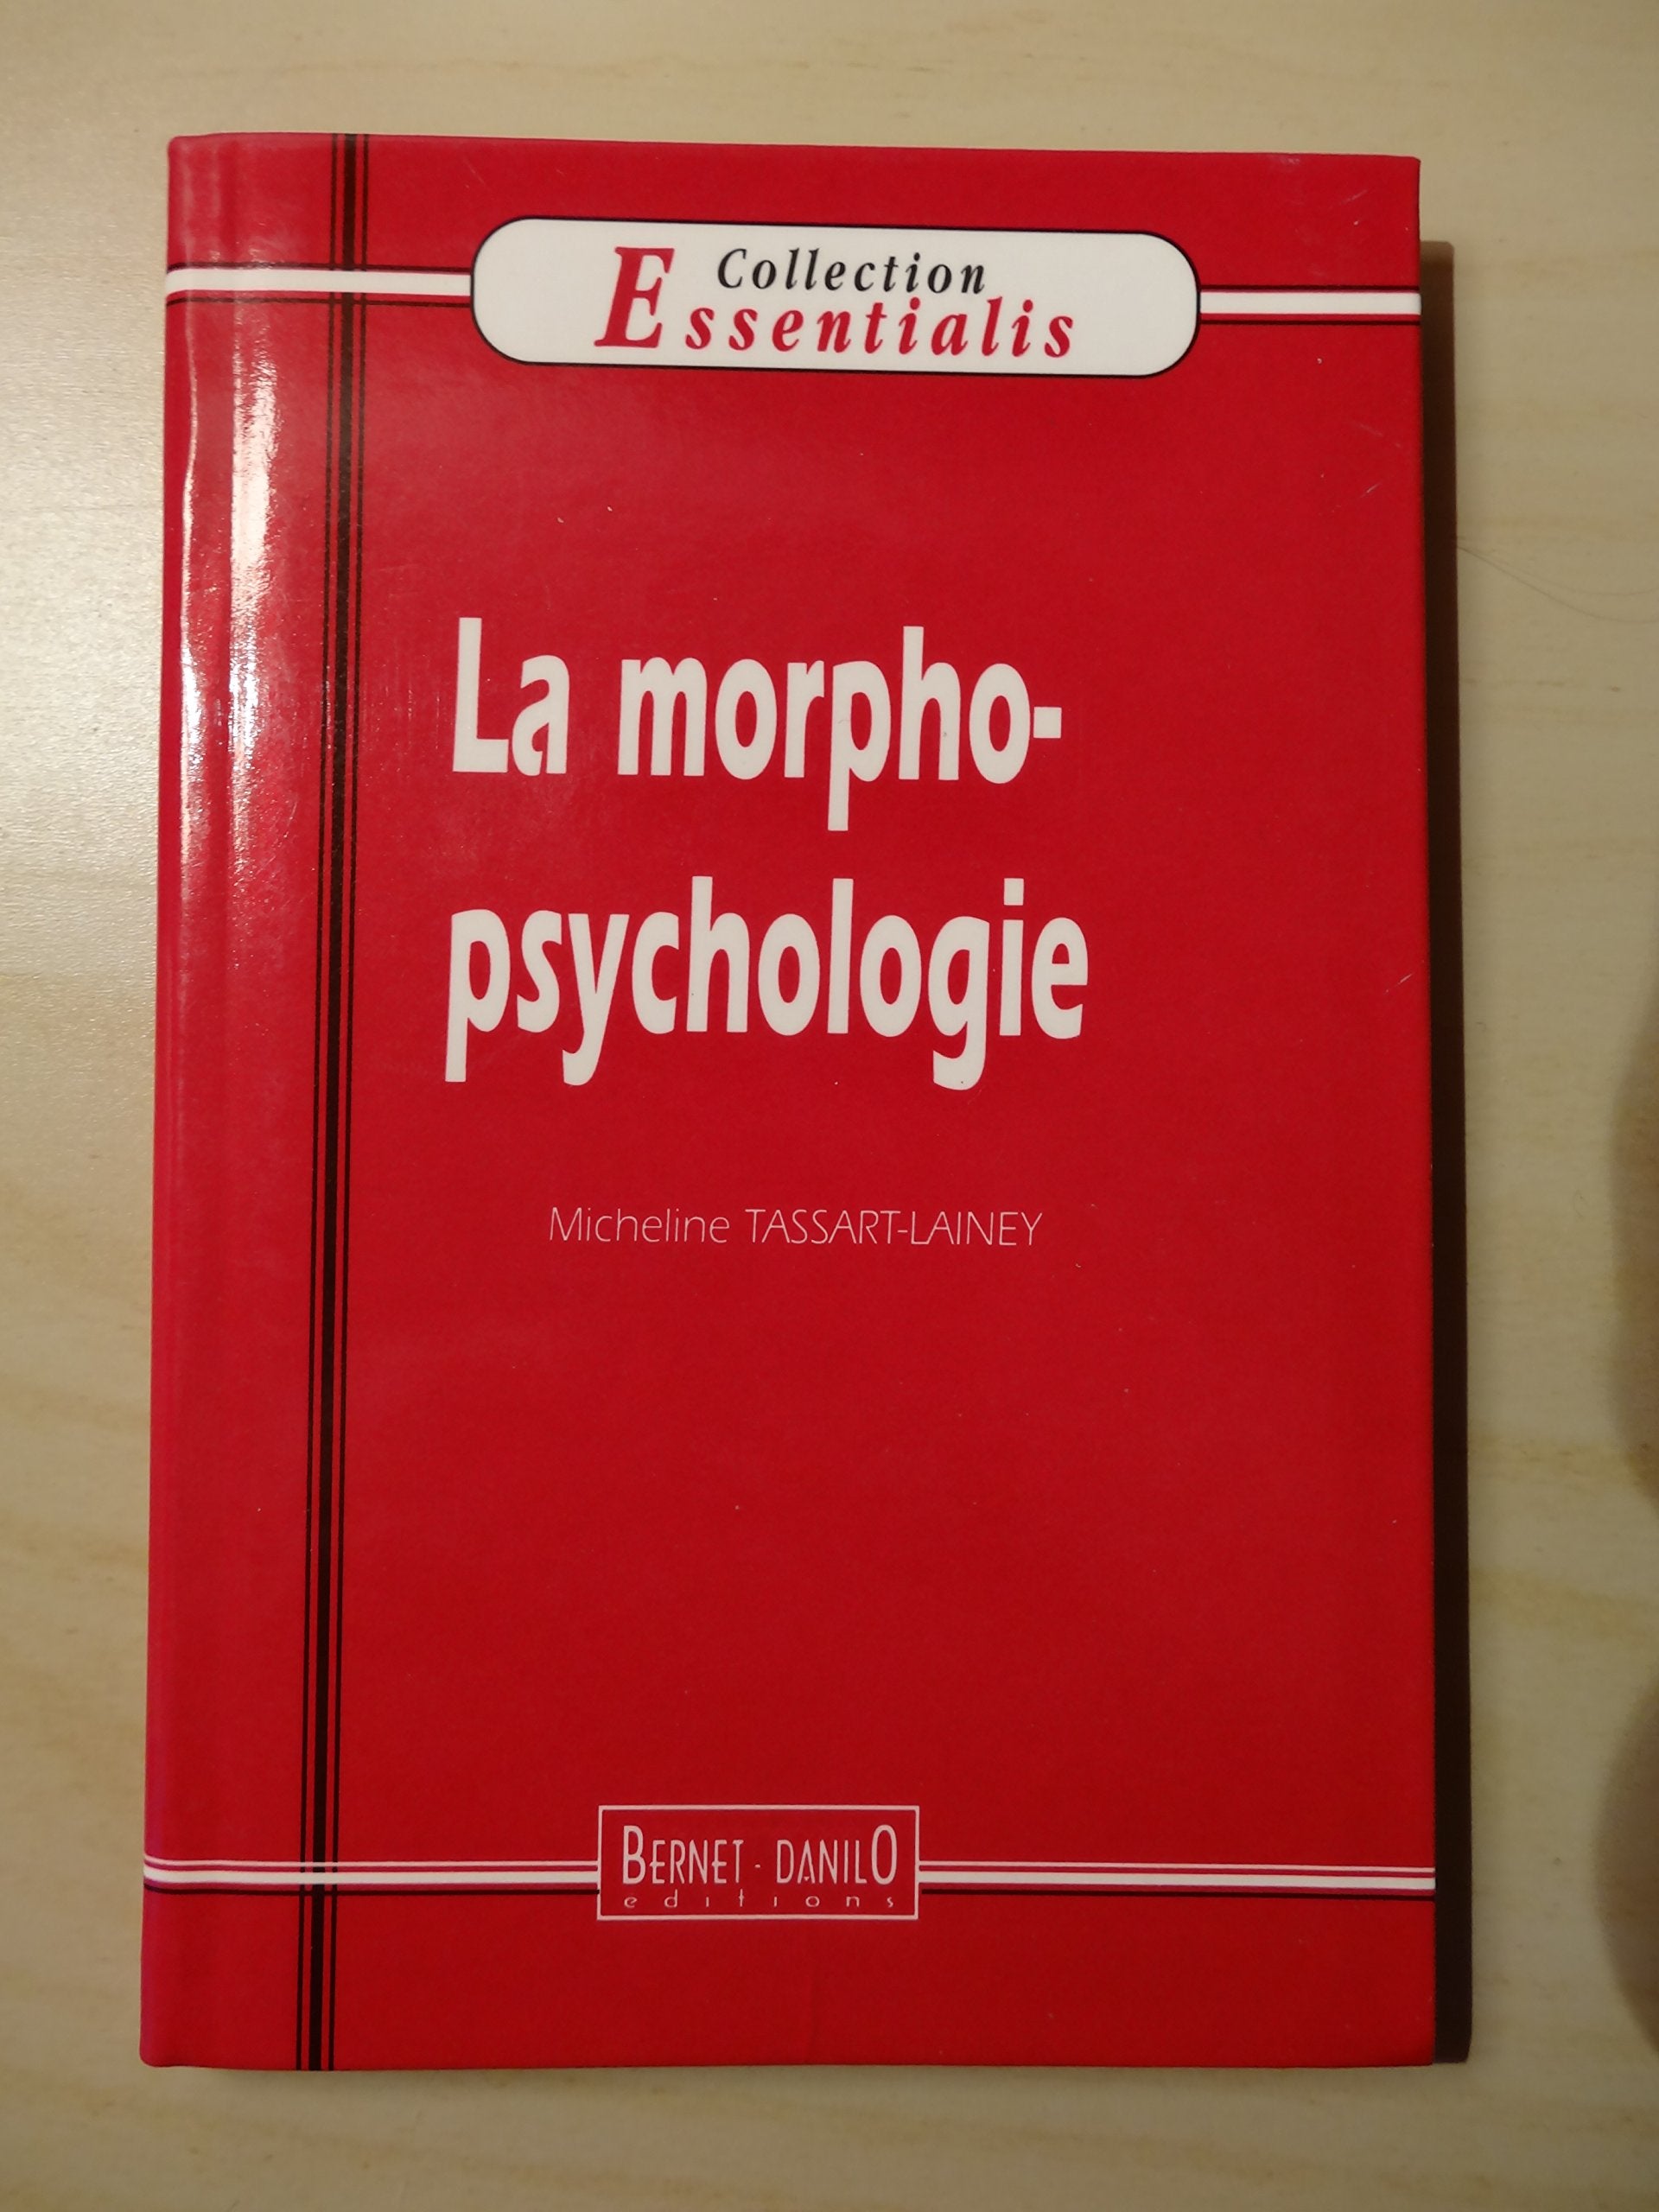 Collection
Essentialis
La morpho-
psychologie
Micheline TASSART-LAINEY
BERNET - DANILO
editions